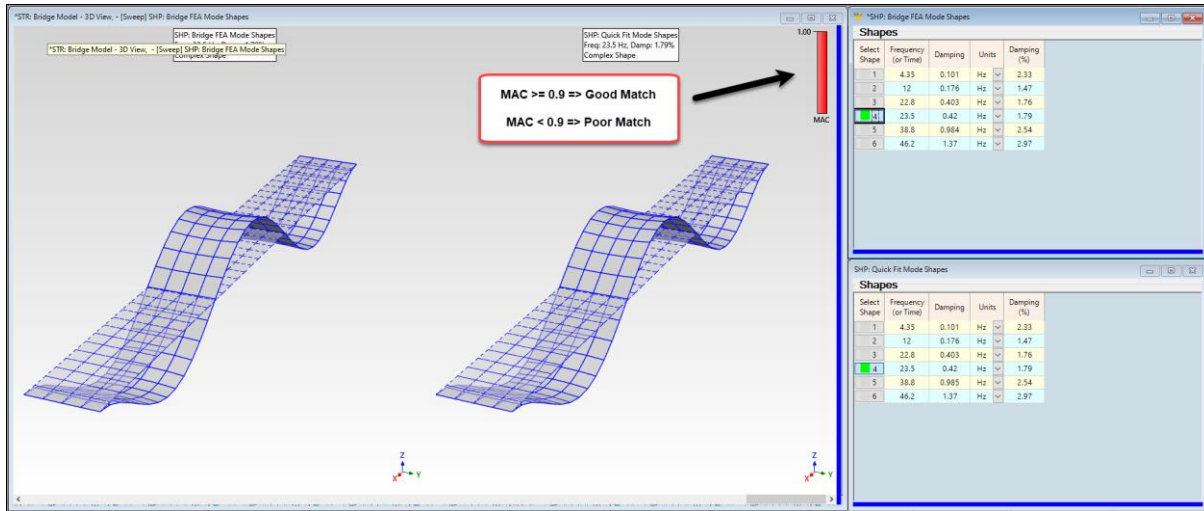 *STR: Bridge Model - 3D View, - [Sweep] SHP: Bridge FEA Mode Shapes
SHP: Bridge FEA Mode Shapes
*STR: Bridge Model - 3D View, - [Sweep] SHP: Bridge FEA Mode Shapes
Complex Shape
SHP: Quick Fit Mode Shapes
Freq: 23.5 Hz, Damp: 1.79%
Complex Shape
1.00
MAC
MAC >= 0.9 => Good Match
MAC < 0.9 => Poor Match
Z
X Y
Z
X Y
*SHP: Bridge FEA Mode Shapes
Shapes
Select Shape Frequency (or Time) Damping Units Damping (%)
1 4.35 0.101 Hz 2.33
2 12 0.176 Hz 1.47
3 22.8 0.403 Hz 1.76
4 23.5 0.42 Hz 1.79
5 38.8 0.984 Hz 2.54
6 46.2 1.37 Hz 2.97
SHP: Quick Fit Mode Shapes
Shapes
Select Shape Frequency (or Time) Damping Units Damping (%)
1 4.35 0.101 Hz 2.33
2 12 0.176 Hz 1.47
3 22.8 0.403 Hz 1.76
4 23.5 0.42 Hz 1.79
5 38.8 0.985 Hz 2.54
6 46.2 1.37 Hz 2.97